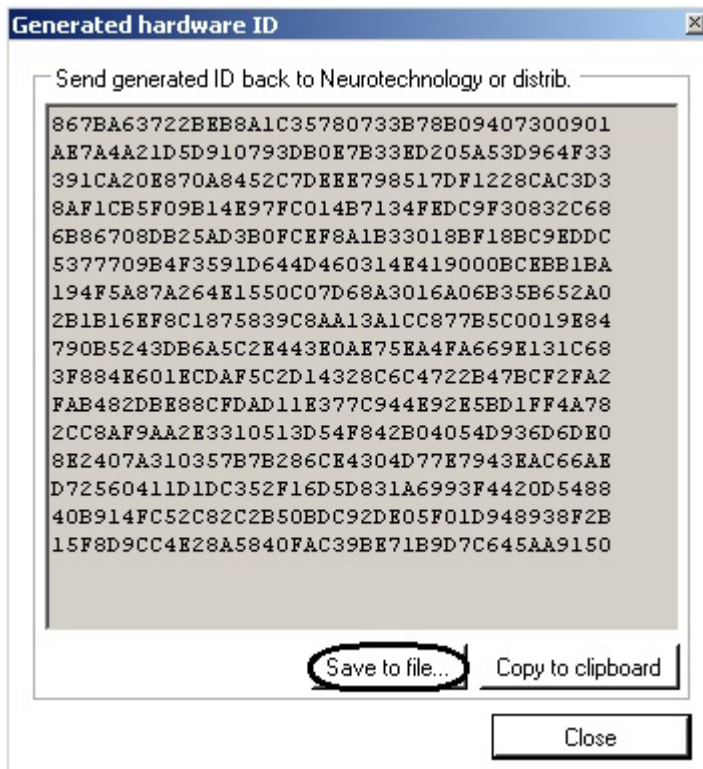 Generated hardware ID
Send generated ID back to Neurotechnology or distrib.
867BA63722BEB8A1C35780733B78B09407300901
AE7A4A21D5D910793DB0E7B33ED205A53D964F33
391CA20E870A8452C7DEEE798517DF1228CAC3D3
8AF1CB5F09B14E97FC014B7134FEDC9F30832C68
6B86708DB25AD3B0FCEF8A1B33018BF18BC9EDDC
5377709B4F3591D644D460314E419000BCEBB1BA
194F5A87A264E1550C07D68A3016A06B35B652A0
2B1B16EF8C1875839C8AA13A1CC877B5C0019E84
790B5243DB6A5C2E443E0AE75EA4FA669E131C68
3F884E601ECDAF5C2D14328C6C4722B47BCF2FA2
FAB482DBE88CFDAD11E377C944E92E5BD1FF4A78
2CC8AF9AA2E3310513D54F842B04054D936D6DE0
8E2407A310357B7B286CE4304D77E7943EAC66AE
D72560411D1DC352F16D5D831A6993F4420D5488
40B914FC52C82C2B50BDC92DE05F01D948938F2B
15F8D9CC4E28A5840FAC39BE71B9D7C645AA9150
Save to file... Copy to clipboard
Close